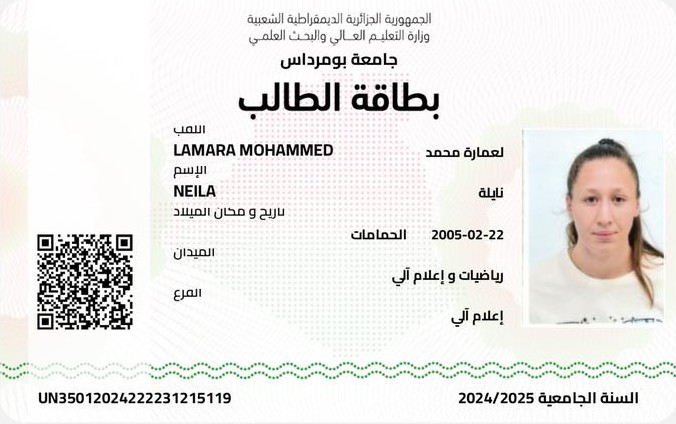 الجمهورية الجزائرية الديمقراطية الشعبية
وزارة التعليم العالي والبحث العلمي
جامعة بومرداس
بطاقة الطالب
اللقب
LAMARA MOHAMMED لعمارة محمد
الإسم
NEILA نايلة
تاريخ و مكان الميلاد
2005-02-22 الحمامات
الميدان
رياضيات و إعلام آلي
الفرع
إعلام آلي
UN35012024222231215119 السنة الجامعية 2024/2025